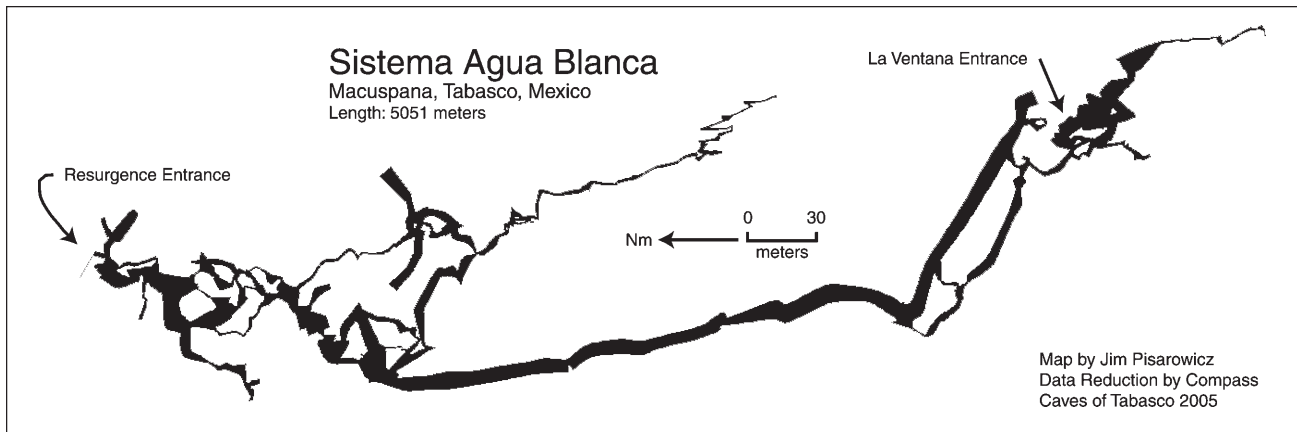 Sistema Agua Blanca
Macuspana, Tabasco, Mexico
Length: 5051 meters
La Ventana Entrance
Resurgence Entrance
Nm
0 30
meters
Map by Jim Pisarowicz
Data Reduction by Compass
Caves of Tabasco 2005